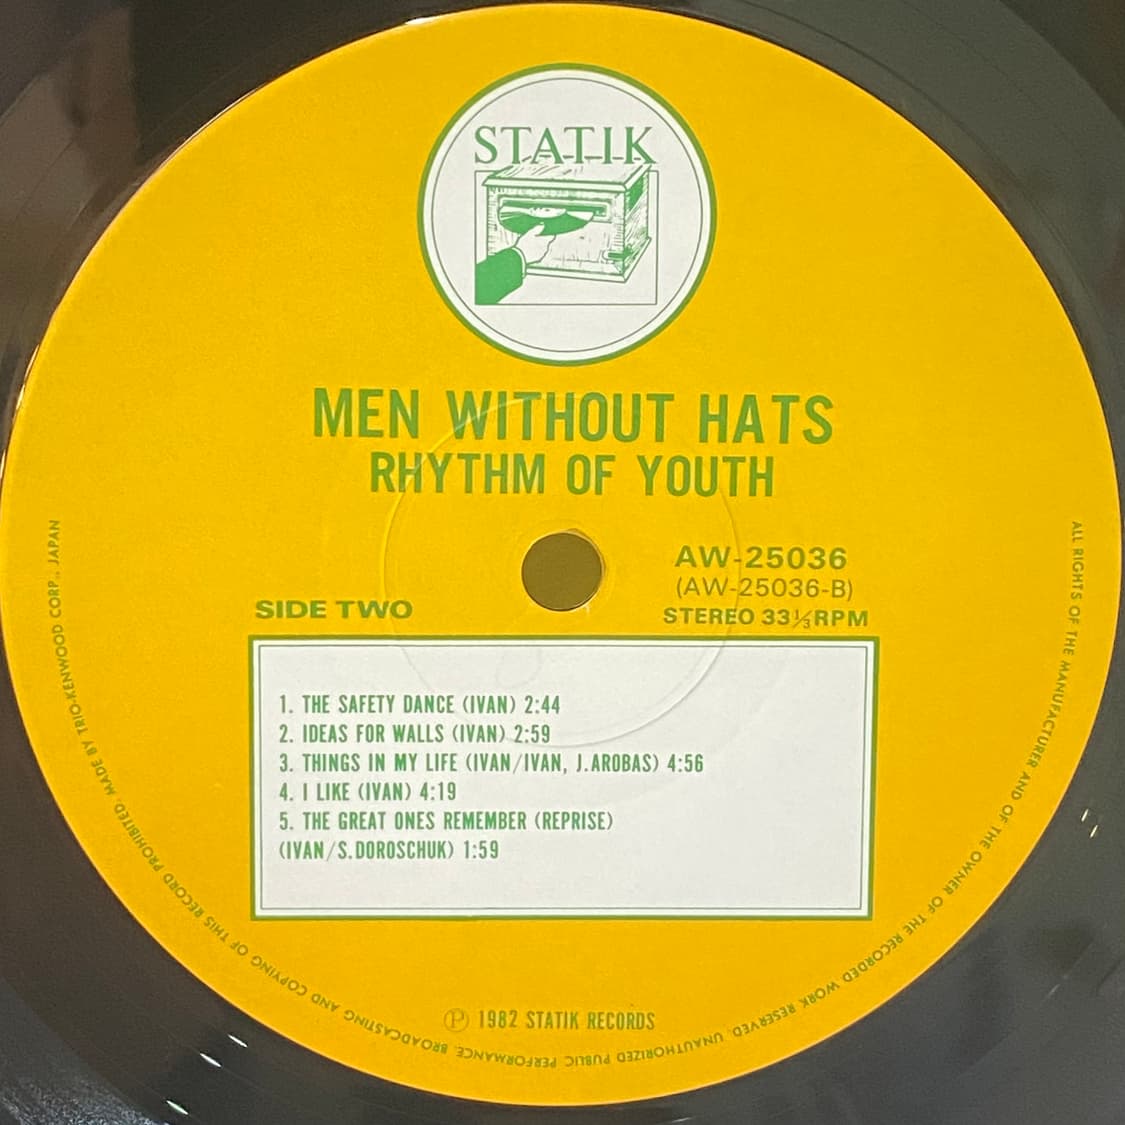 STATIK
MEN WITHOUT HATS
RHYTHM OF YOUTH
AW-25036
(AW-25036-B)
SIDE TWO
STEREO 33⅓RPM
1. THE SAFETY DANCE (IVAN) 2:44
2. IDEAS FOR WALLS (IVAN) 2:59
3. THINGS IN MY LIFE (IVAN/IVAN, J.AROBAS) 4:56
4. I LIKE (IVAN) 4:19
5. THE GREAT ONES REMEMBER (REPRISE)
(IVAN/S.DOROSCHUK) 1:59
Ⓟ 1982 STATIK RECORDS
ALL RIGHTS OF THE MANUFACTURER AND OF THE OWNER OF THE RECORDED WORK RESERVED. UNAUTHORIZED PUBLIC PERFORMANCE, BROADCASTING AND COPYING OF THIS RECORD PROHIBITED. MADE BY TRIO-KENWOOD CORP., JAPAN